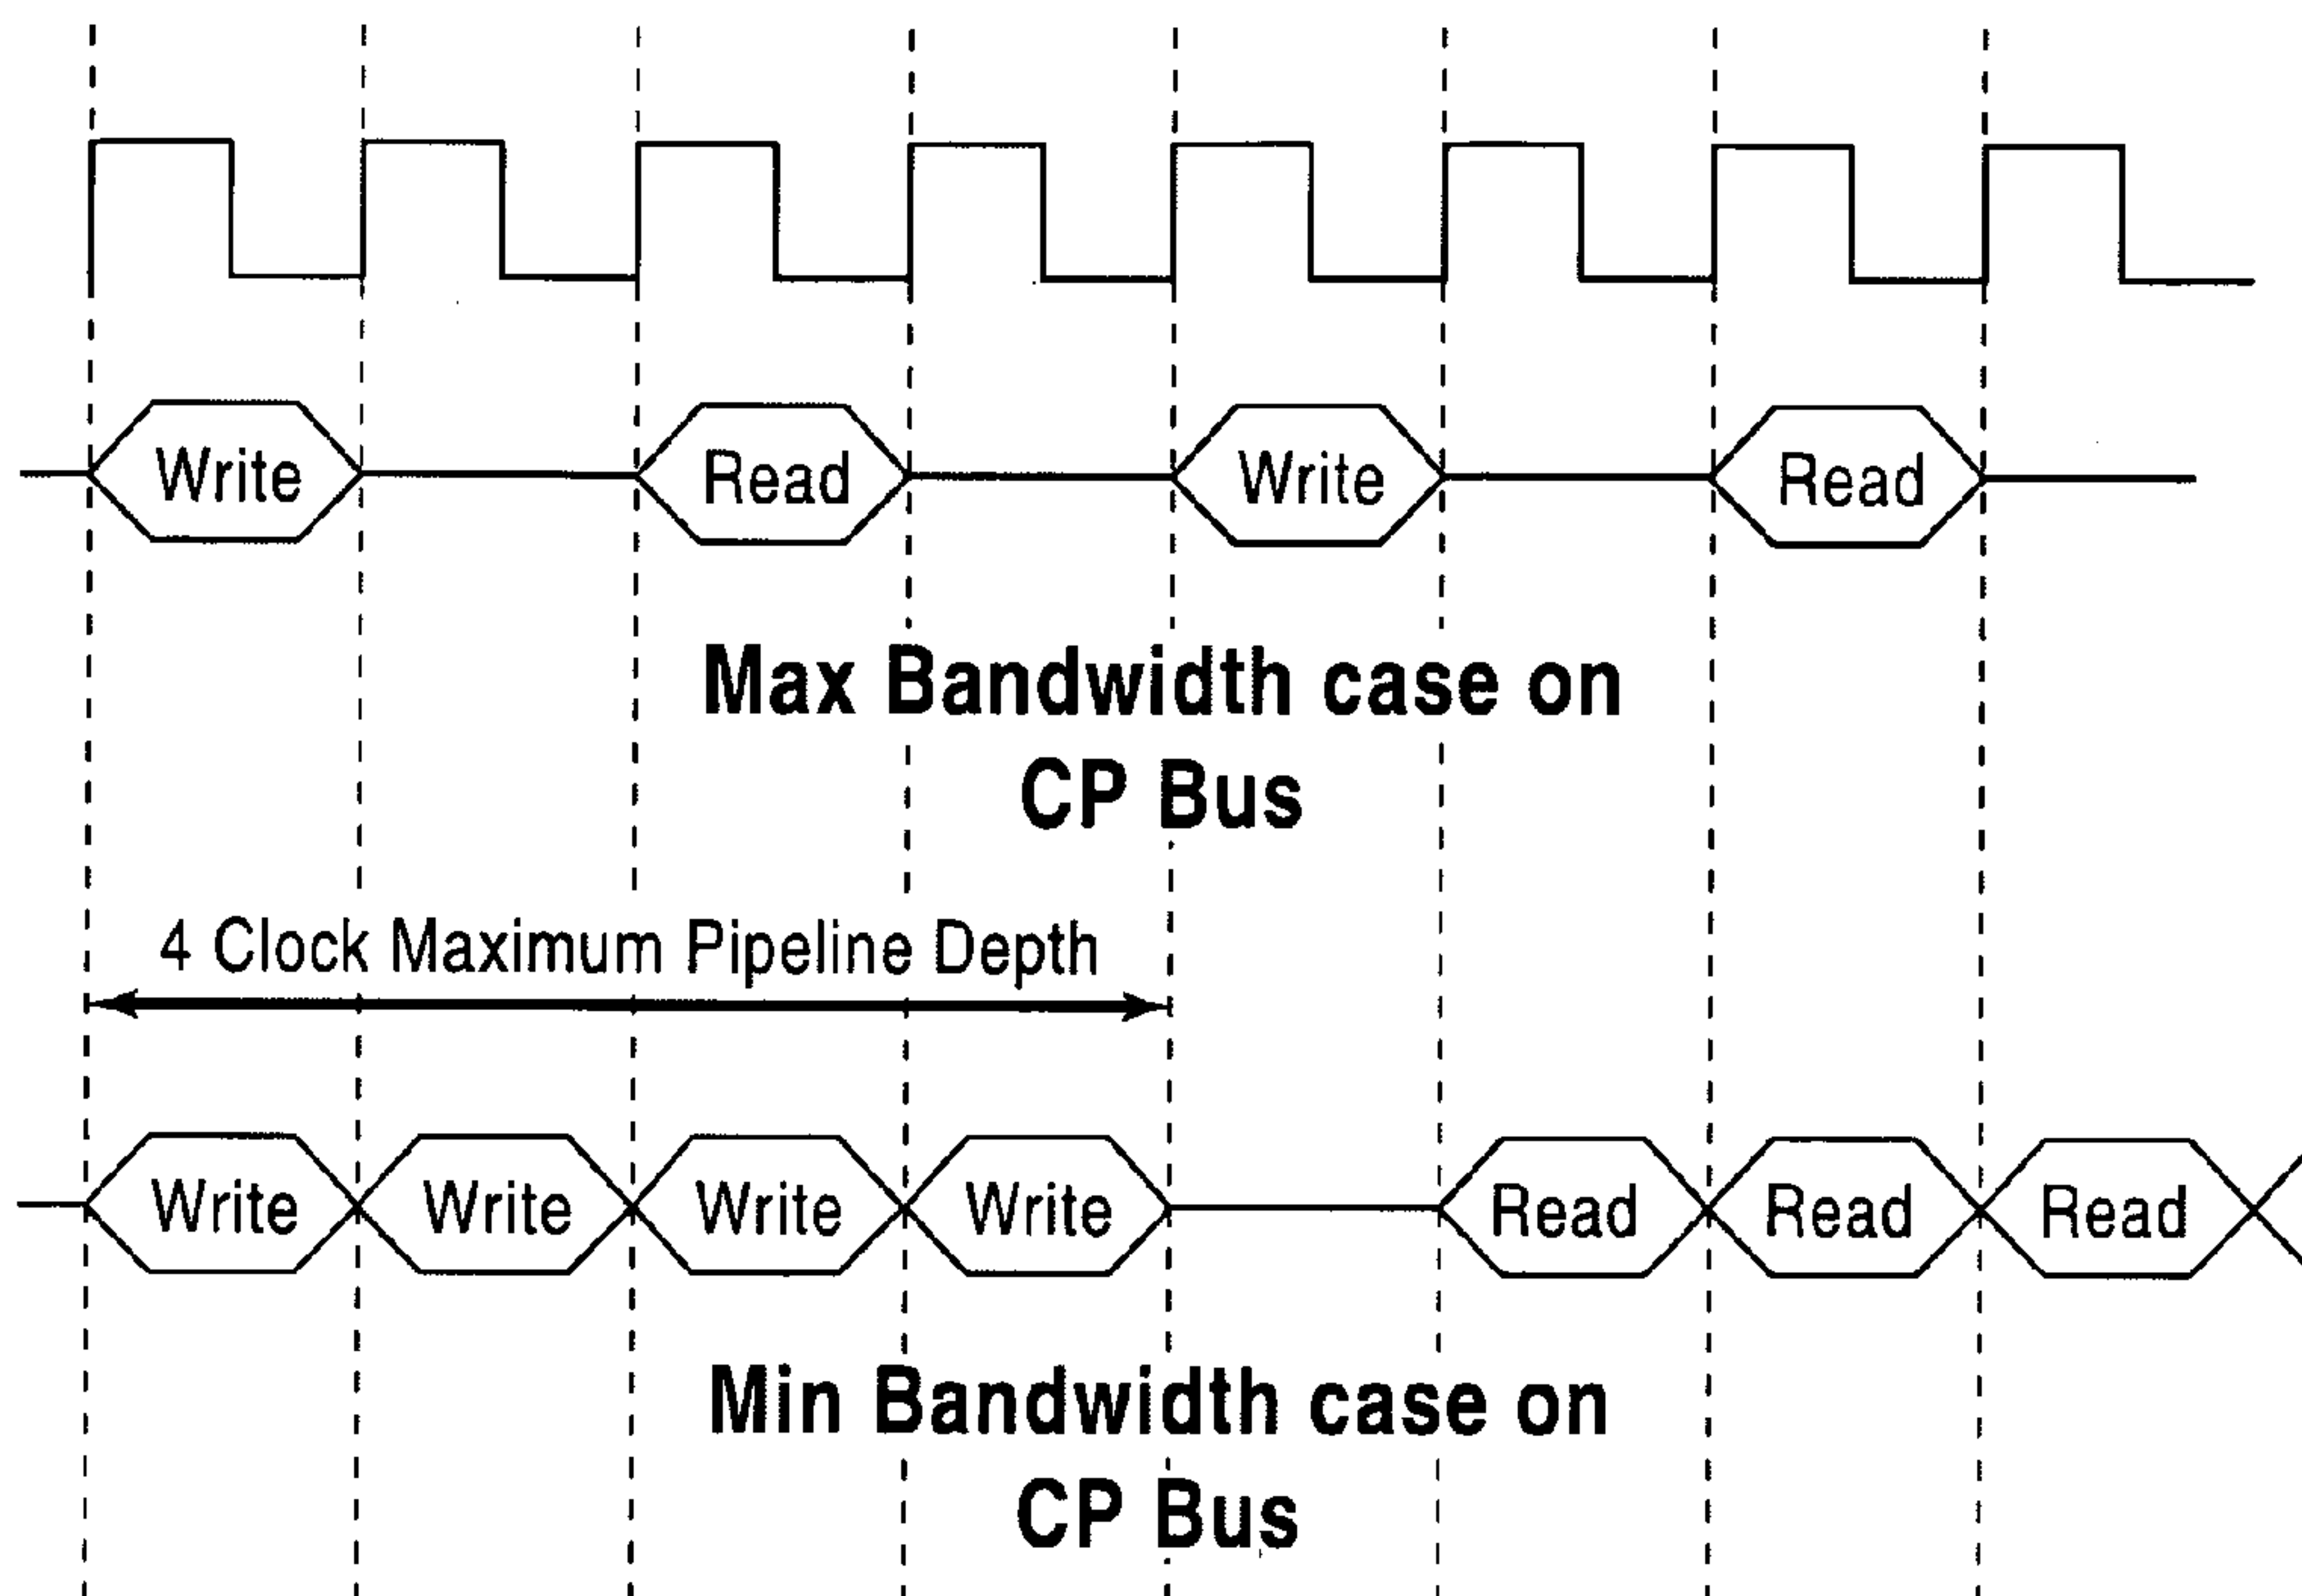 Write Read Write Read
Max Bandwidth case on
CP Bus
4 Clock Maximum Pipeline Depth
Write Write Write Write Read Read Read
Min Bandwidth case on
CP Bus